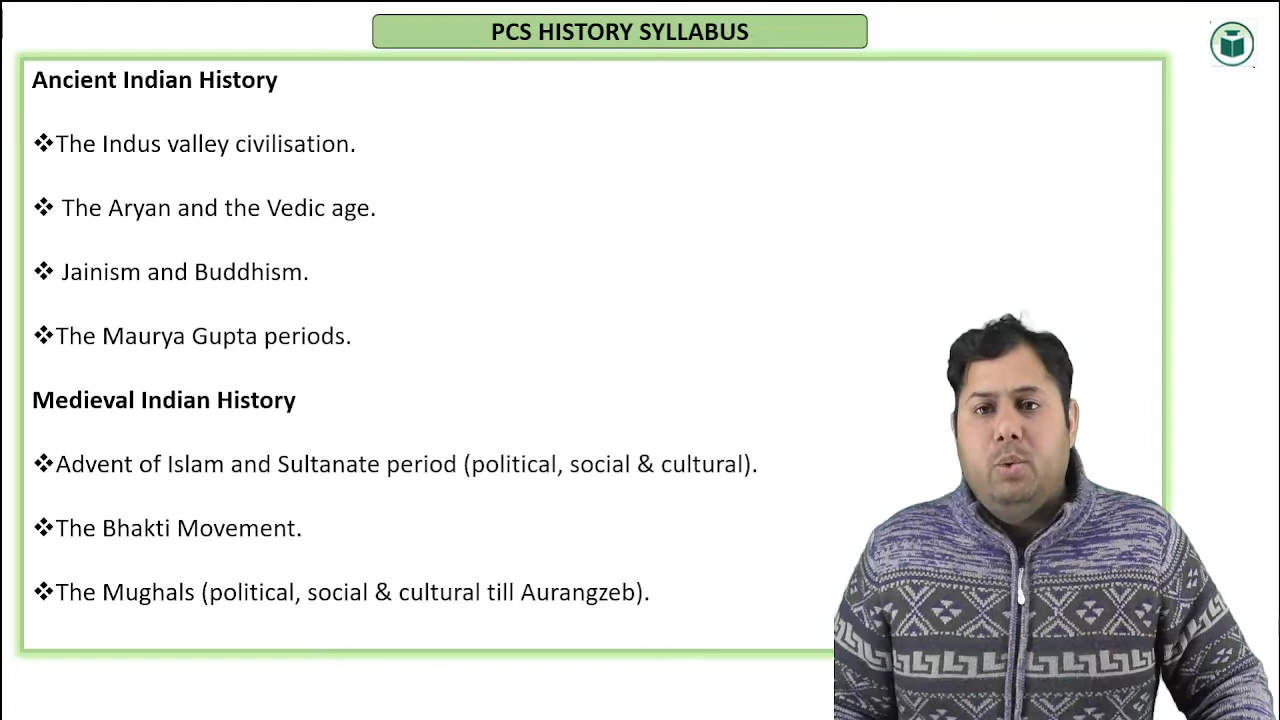 PCS HISTORY SYLLABUS
Ancient Indian History
❖The Indus valley civilisation.
❖ The Aryan and the Vedic age.
❖ Jainism and Buddhism.
❖The Maurya Gupta periods.
Medieval Indian History
❖Advent of Islam and Sultanate period (political, social & cultural).
❖The Bhakti Movement.
❖The Mughals (political, social & cultural till Aurangzeb).